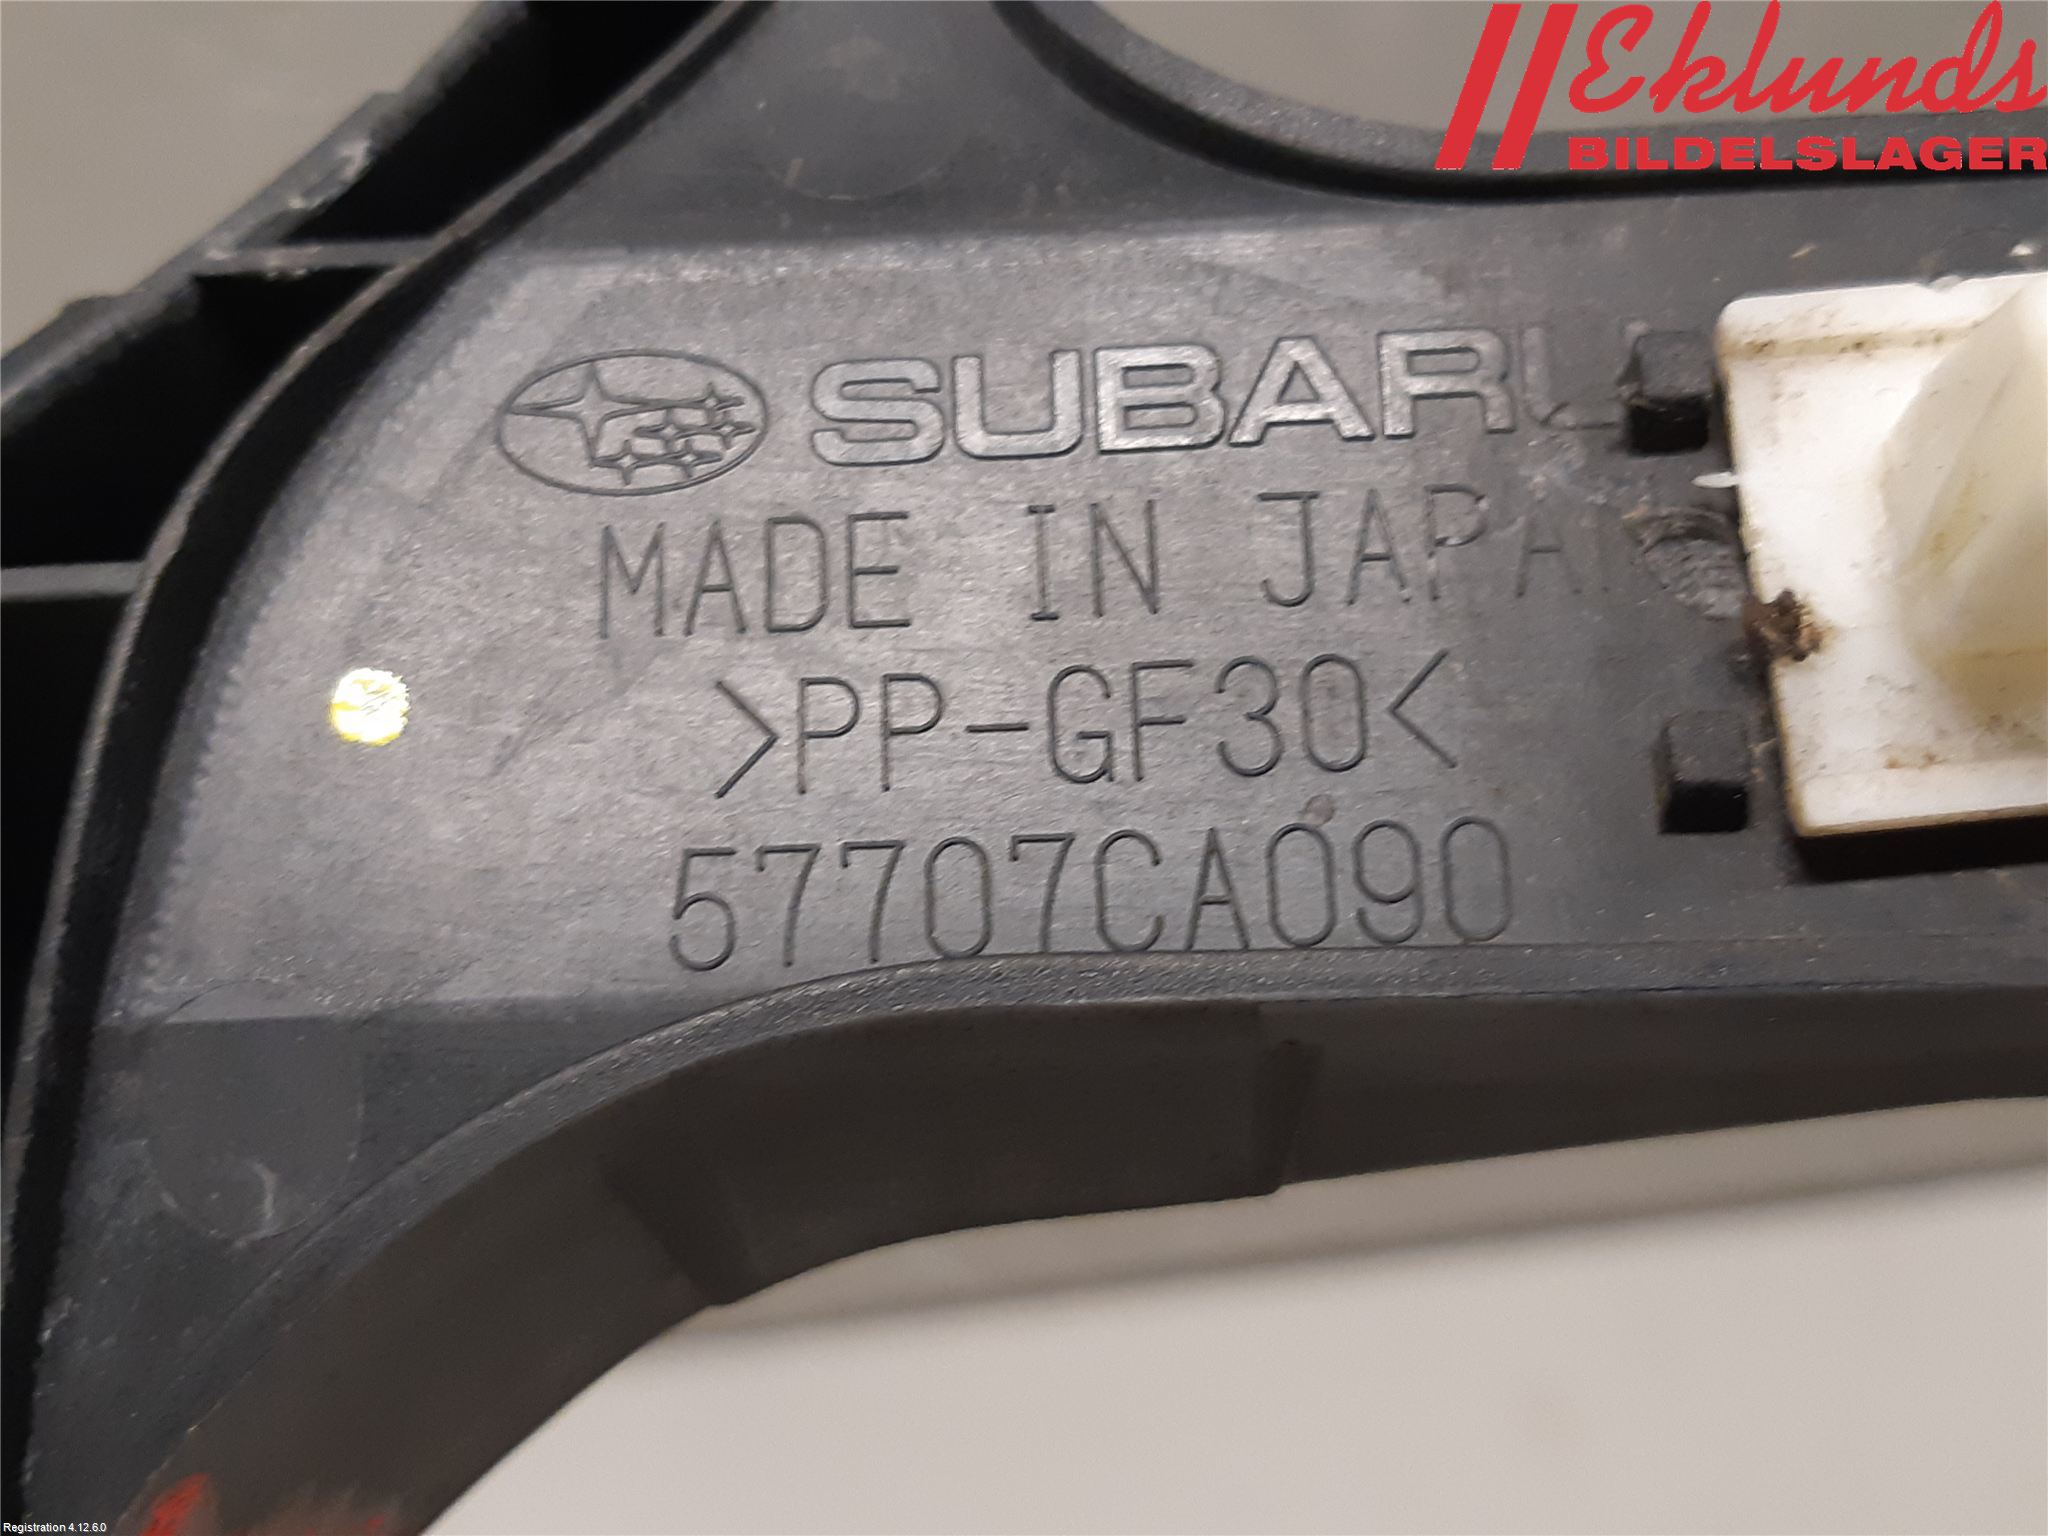 Eklunds
BILDELSLAGER
SUBARU
MADE IN JAPAN
>PP-GF30<
57707CA090
Registration 4.12.6.0